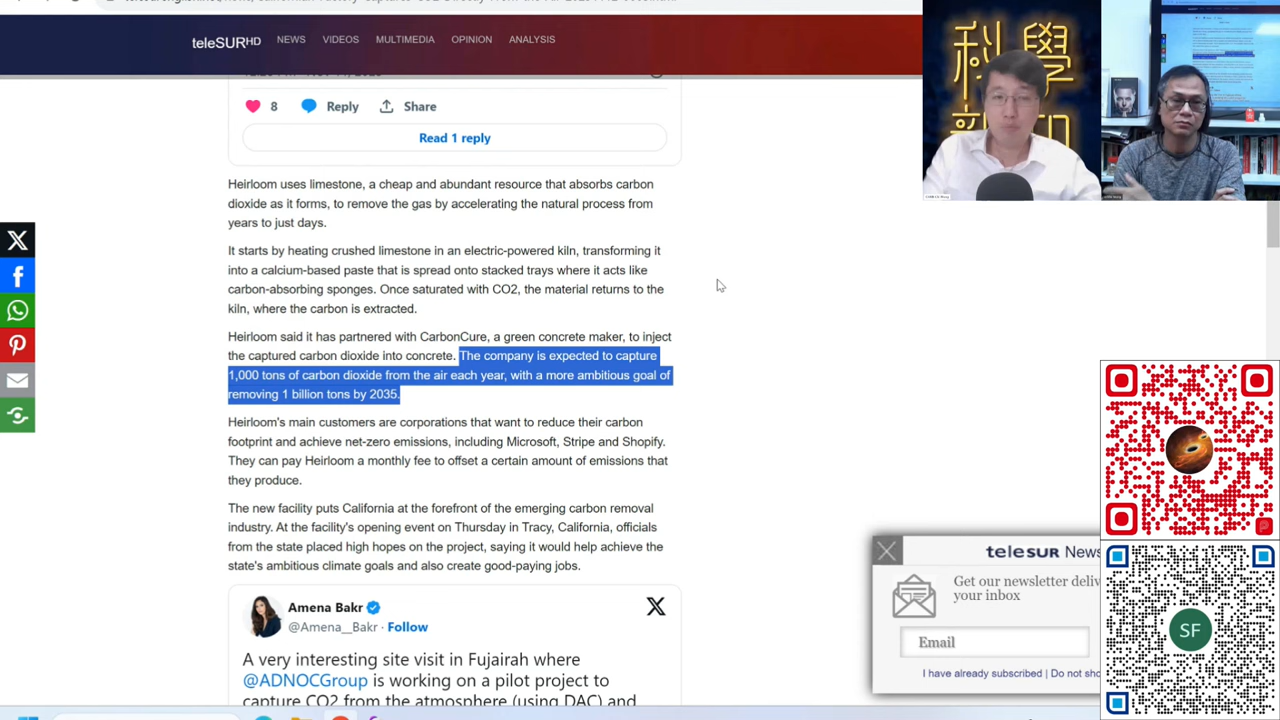 teleSURHD NEWS VIDEOS MULTIMEDIA OPINION ANALYSIS
8 Reply Share
Read 1 reply
Heirloom uses limestone, a cheap and abundant resource that absorbs carbon
dioxide as it forms, to remove the gas by accelerating the natural process from
years to just days.
It starts by heating crushed limestone in an electric-powered kiln, transforming it
into a calcium-based paste that is spread onto stacked trays where it acts like
carbon-absorbing sponges. Once saturated with CO2, the material returns to the
kiln, where the carbon is extracted.
Heirloom said it has partnered with CarbonCure, a green concrete maker, to inject
the captured carbon dioxide into concrete. The company is expected to capture
1,000 tons of carbon dioxide from the air each year, with a more ambitious goal of
removing 1 billion tons by 2035.
Heirloom's main customers are corporations that want to reduce their carbon
footprint and achieve net-zero emissions, including Microsoft, Stripe and Shopify.
They can pay Heirloom a monthly fee to offset a certain amount of emissions that
they produce.
The new facility puts California at the forefront of the emerging carbon removal
industry. At the facility's opening event on Thursday in Tracy, California, officials
from the state placed high hopes on the project, saying it would help achieve the
state's ambitious climate goals and also create good-paying jobs.
Amena Bakr
@Amena__Bakr · Follow
A very interesting site visit in Fujairah where
@ADNOCGroup is working on a pilot project to
capture CO2 from the
(using DAC) and
科學
teleSUR News
Get our newsletter deliv
your inbox
Email
I have already subscribed | Do not sho
SF